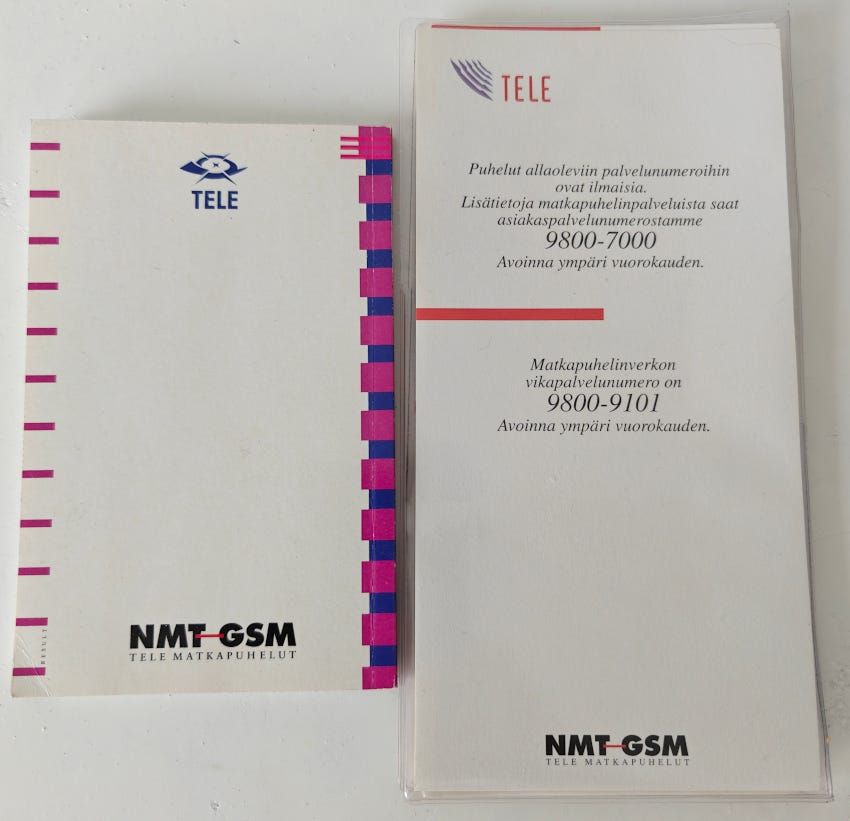 TELE
RESULT
NMT-GSM
TELE MATKAPUHELUT
TELE
Puhelut allaoleviin palvelunumeroihin
ovat ilmaisia.
Lisätietoja matkapuhelinpalveluista saat
asiakaspalvelunumerostamme
9800-7000
Avoinna ympäri vuorokauden.
Matkapuhelinverkon
vikapalvelunumero on
9800-9101
Avoinna ympäri vuorokauden.
NMT-GSM
TELE MATKAPUHELUT